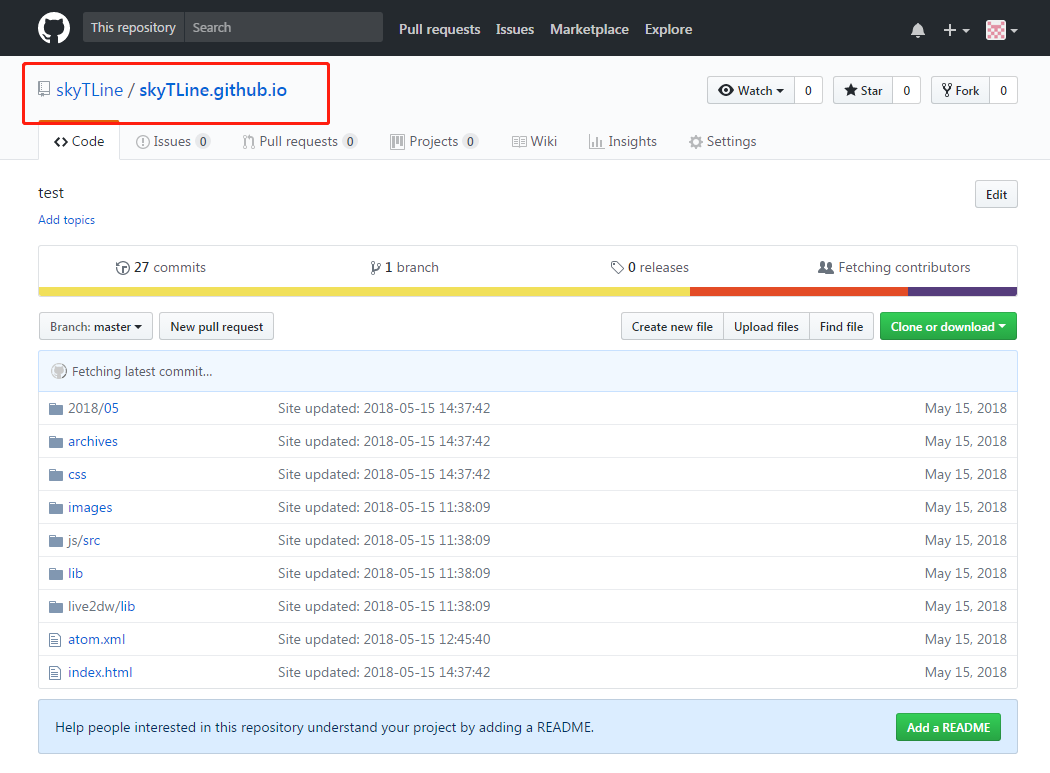 This repository Search Pull requests Issues Marketplace Explore
skyTLine / skyTLine.github.io Watch 0 Star 0 Fork 0
Code Issues 0 Pull requests 0 Projects 0 Wiki Insights Settings
test Edit
Add topics
27 commits 1 branch 0 releases Fetching contributors
Branch: master New pull request Create new file Upload files Find file Clone or download
Fetching latest commit...
2018/05 Site updated: 2018-05-15 14:37:42 May 15, 2018
archives Site updated: 2018-05-15 14:37:42 May 15, 2018
css Site updated: 2018-05-15 14:37:42 May 15, 2018
images Site updated: 2018-05-15 11:38:09 May 15, 2018
js/src Site updated: 2018-05-15 11:38:09 May 15, 2018
lib Site updated: 2018-05-15 11:38:09 May 15, 2018
live2dw/lib Site updated: 2018-05-15 11:38:09 May 15, 2018
atom.xml Site updated: 2018-05-15 12:45:40 May 15, 2018
index.html Site updated: 2018-05-15 14:37:42 May 15, 2018
Help people interested in this repository understand your project by adding a README. Add a README